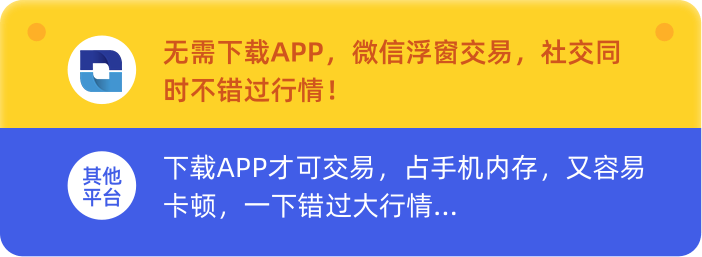 无需下载APP，微信浮窗交易，社交同
时不错过行情！
其他
平台
下载APP才可交易，占手机内存，又容易
卡顿，一下错过大行情...